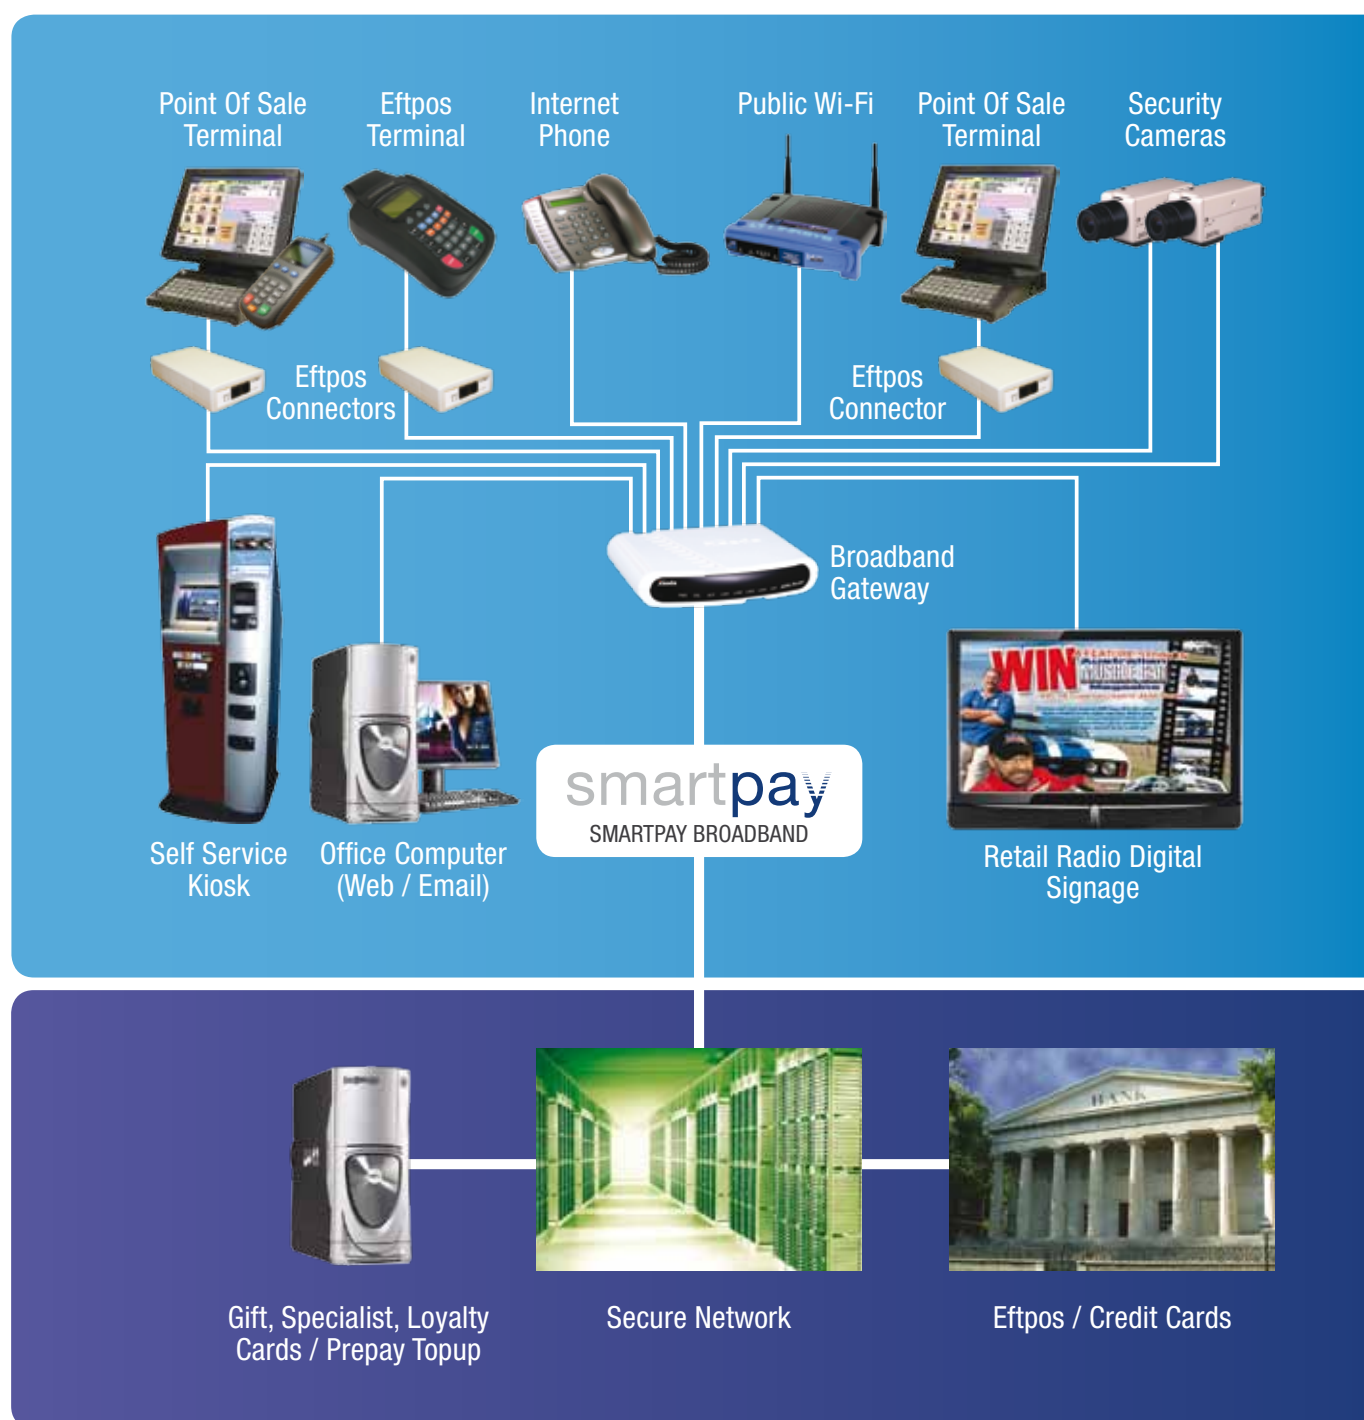 Point Of Sale
Terminal
Eftpos
Terminal
Internet
Phone
Public Wi-Fi
Point Of Sale
Terminal
Security
Cameras
Eftpos
Connectors
Eftpos
Connector
Broadband
Gateway
WIN
smartpay
SMARTPAY BROADBAND
Self Service
Kiosk
Office Computer
(Web / Email)
Retail Radio Digital
Signage
BANK
Gift, Specialist, Loyalty
Cards / Prepay Topup
Secure Network
Eftpos / Credit Cards